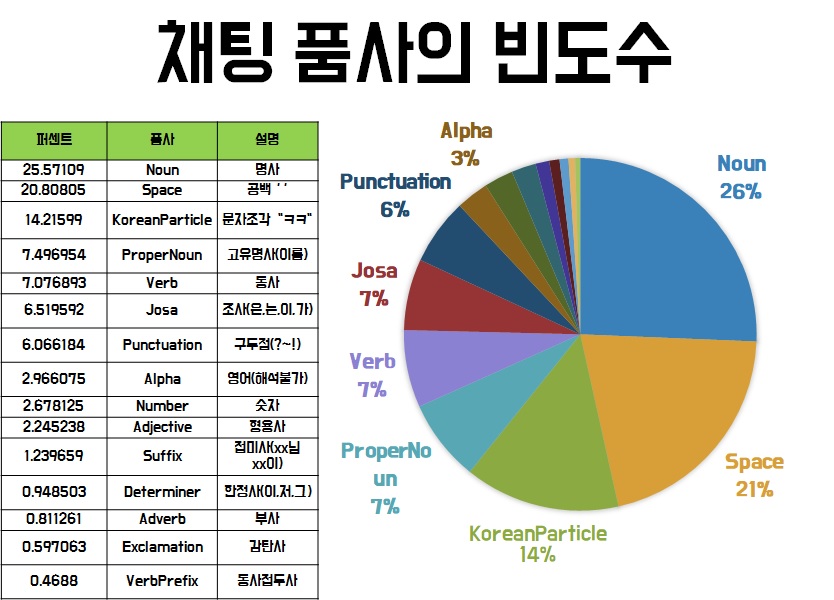 채팅 품사의 빈도수
퍼센트 품사 설명
25.57109 Noun 명사
20.80805 Space 공백 ' '
14.21599 KoreanParticle 문자조각 "ㅋㅋ"
7.496954 ProperNoun 고유명사(이름)
7.076893 Verb 동사
6.519592 Josa 조사(은.는.이.가)
6.066184 Punctuation 구두점(?~!)
2.966075 Alpha 영어(해석불가)
2.678125 Number 숫자
2.245238 Adjective 형용사
1.239659 Suffix 접미사(xx님
xx이)
0.948503 Determiner 한정사(이.저.그)
0.811261 Adverb 부사
0.597063 Exclamation 감탄사
0.4688 VerbPrefix 동사접두사
Alpha
3%
Noun
26%
Punctuation
6%
Josa
7%
Verb
7%
ProperNo
un
7%
Space
21%
KoreanParticle
14%